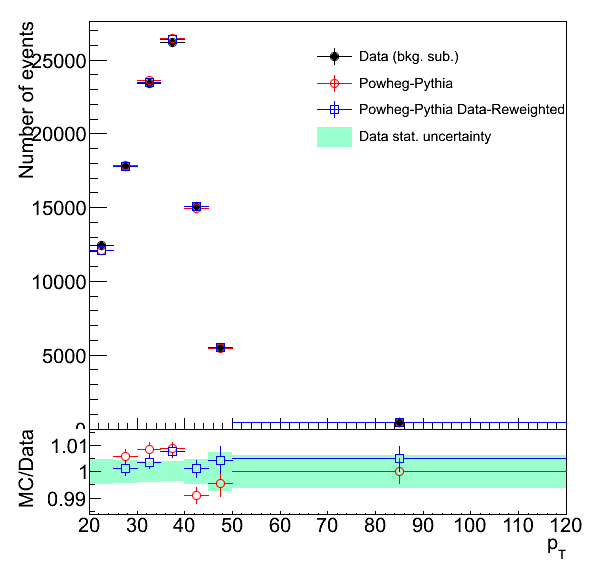 Number of events
25000
20000
15000
10000
5000
0
Data (bkg. sub.)
Powheg-Pythia
Powheg-Pythia Data-Reweighted
Data stat. uncertainty
MC/Data
1.01
1
0.99
20 30 40 50 60 70 80 90 100 110 120
pT